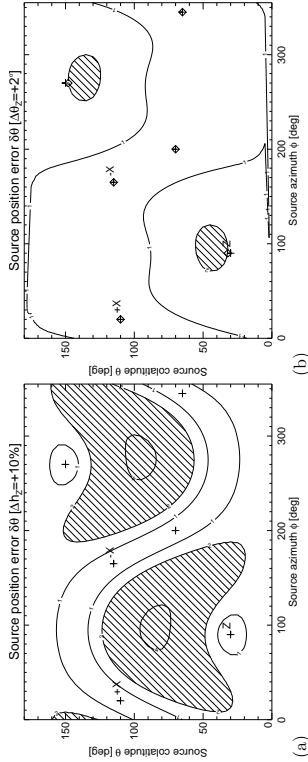 Source position error δθ [Δh_Z=+10%]
Source colatitude θ [deg]
150
100
50
0
0
100
200
300
Source azimuth ϕ [deg]
X
-X
Z
(a)
Source position error δθ [Δθ_Z=+2°]
Source colatitude θ [deg]
150
100
50
0
0
100
200
300
Source azimuth ϕ [deg]
X
-X
Z
(b)